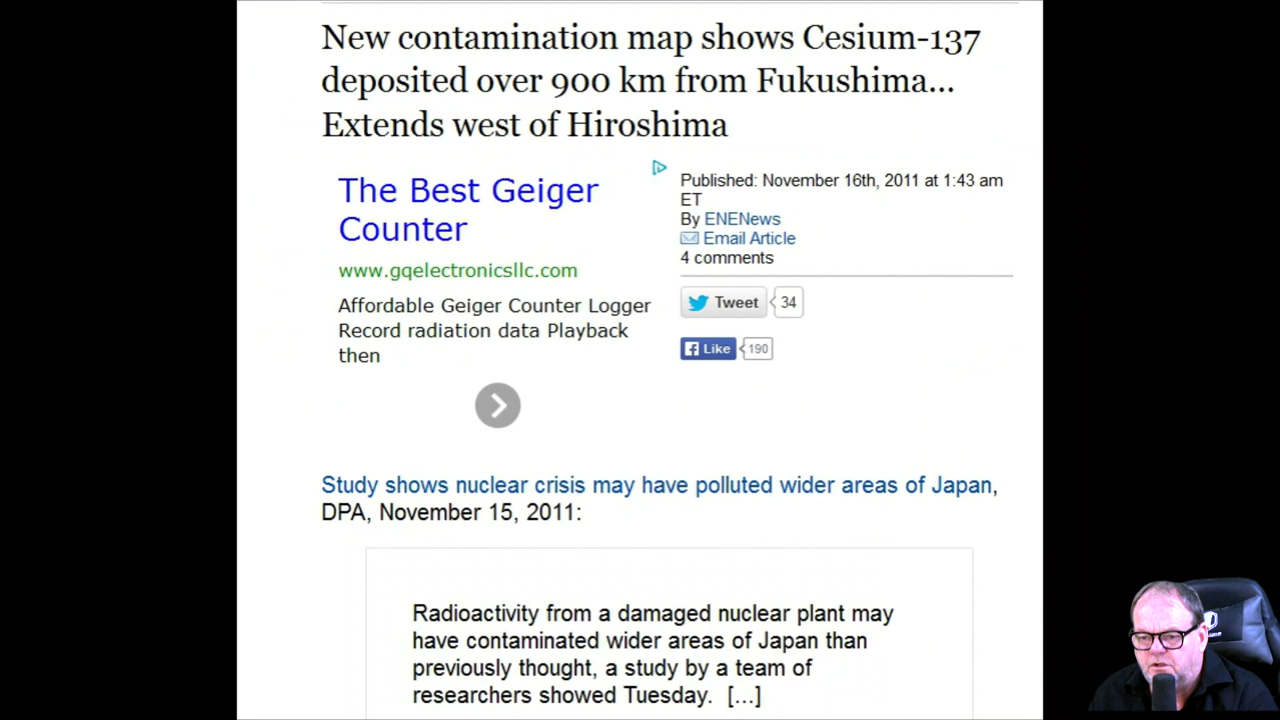 New contamination map shows Cesium-137
deposited over 900 km from Fukushima...
Extends west of Hiroshima
The Best Geiger
Counter
www.gqelectronicsllc.com
Affordable Geiger Counter Logger
Record radiation data Playback
then
Published: November 16th, 2011 at 1:43 am
ET
By ENENews
Email Article
4 comments
Tweet 34
Like 190
Study shows nuclear crisis may have polluted wider areas of Japan,
DPA, November 15, 2011:
Radioactivity from a damaged nuclear plant may
have contaminated wider areas of Japan than
previously thought, a study by a team of
researchers showed Tuesday. [...]